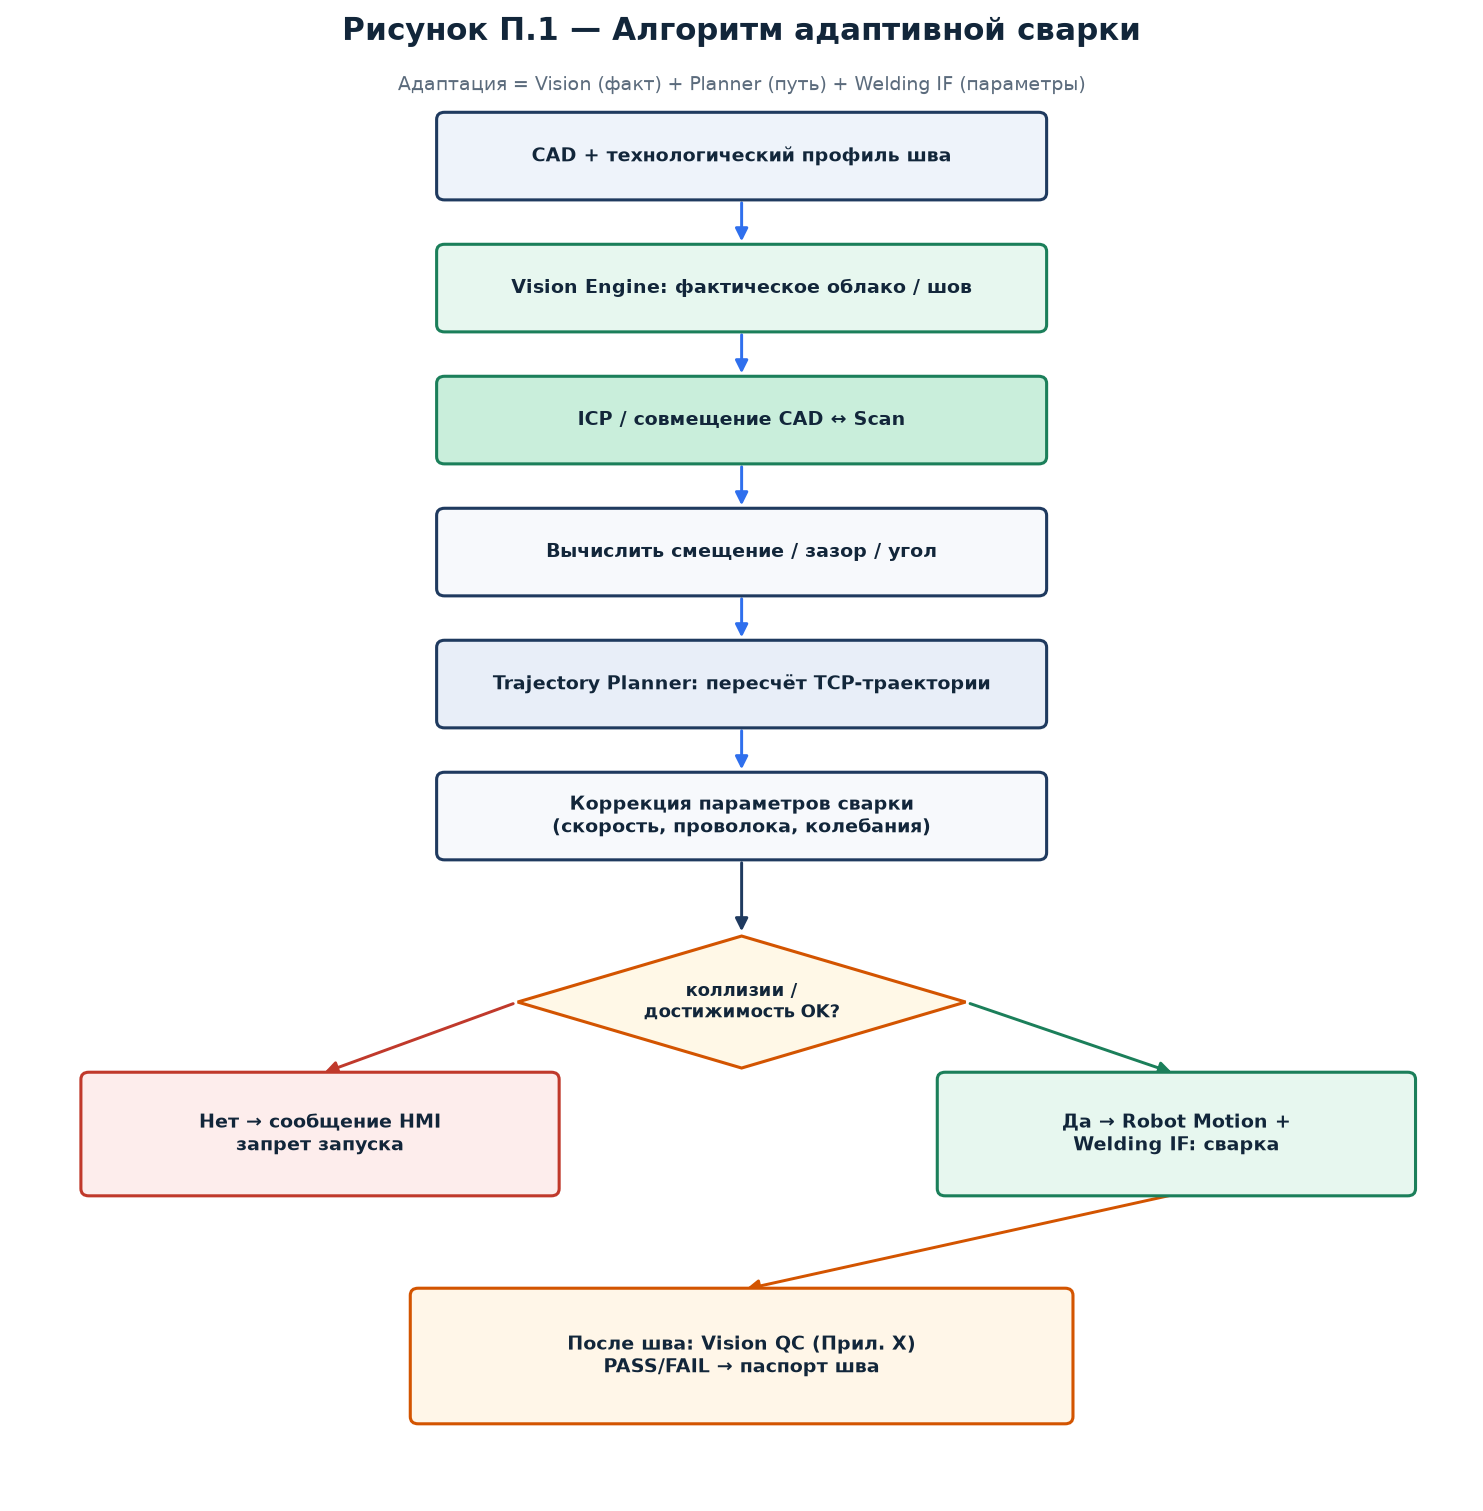 Рисунок П.1 — Алгоритм адаптивной сварки
Адаптация = Vision (факт) + Planner (путь) + Welding IF (параметры)
CAD + технологический профиль шва
Vision Engine: фактическое облако / шов
ICP / совмещение CAD ↔ Scan
Вычислить смещение / зазор / угол
Trajectory Planner: пересчёт TCP-траектории
Коррекция параметров сварки
(скорость, проволока, колебания)
коллизии /
достижимость OK?
Нет → сообщение HMI
запрет запуска
Да → Robot Motion +
Welding IF: сварка
После шва: Vision QC (Прил. X)
PASS/FAIL → паспорт шва